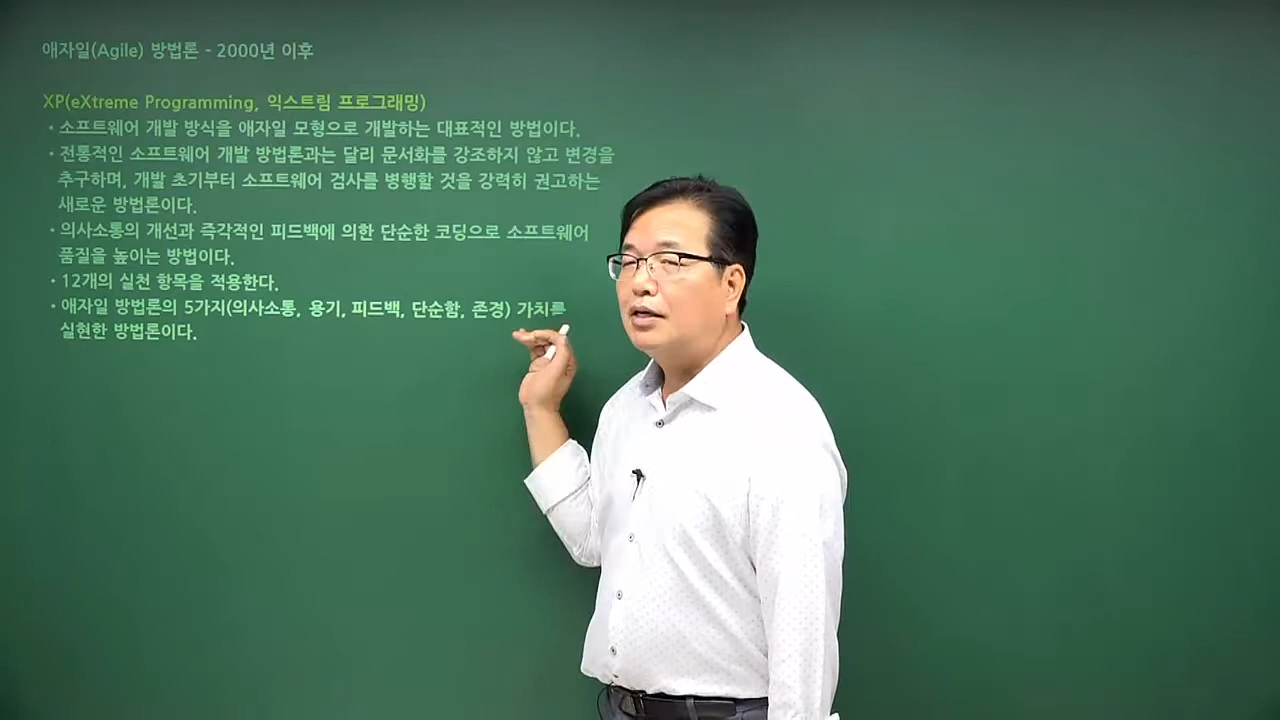 애자일(Agile) 방법론 - 2000년 이후
XP(eXtreme Programming, 익스트림 프로그래밍)
• 소프트웨어 개발 방식을 애자일 모형으로 개발하는 대표적인 방법이다.
• 전통적인 소프트웨어 개발 방법론과는 달리 문서화를 강조하지 않고 변경을
추구하며, 개발 초기부터 소프트웨어 검사를 병행할 것을 강력히 권고하는
새로운 방법론이다.
• 의사소통의 개선과 즉각적인 피드백에 의한 단순한 코딩으로 소프트웨어
품질을 높이는 방법이다.
• 12개의 실천 항목을 적용한다.
• 애자일 방법론의 5가지(의사소통, 용기, 피드백, 단순함, 존경) 가치를
실현한 방법론이다.